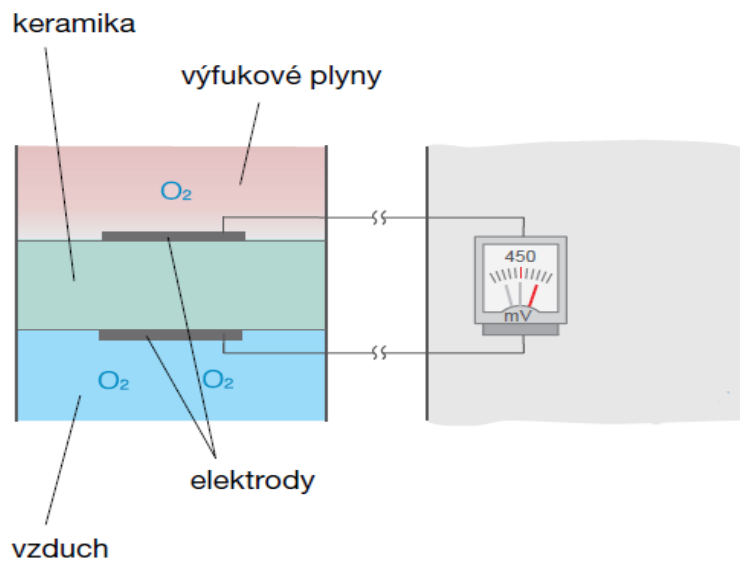 keramika
výfukové plyny
O₂
450
mV
O₂ O₂
elektrody
vzduch